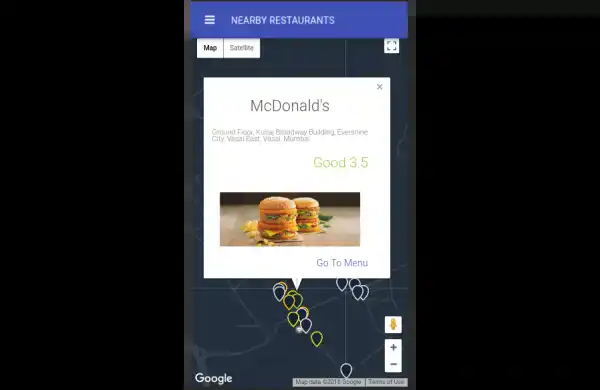 NEARBY RESTAURANTS
Map Satellite
×
McDonald's
Ground Floor, Kulraj Broadway Building, Evershine
City, Vasai East, Vasai, Mumbai
Good 3.5
Go To Menu
+
−
Google
Map data ©2018 Google Terms of Use